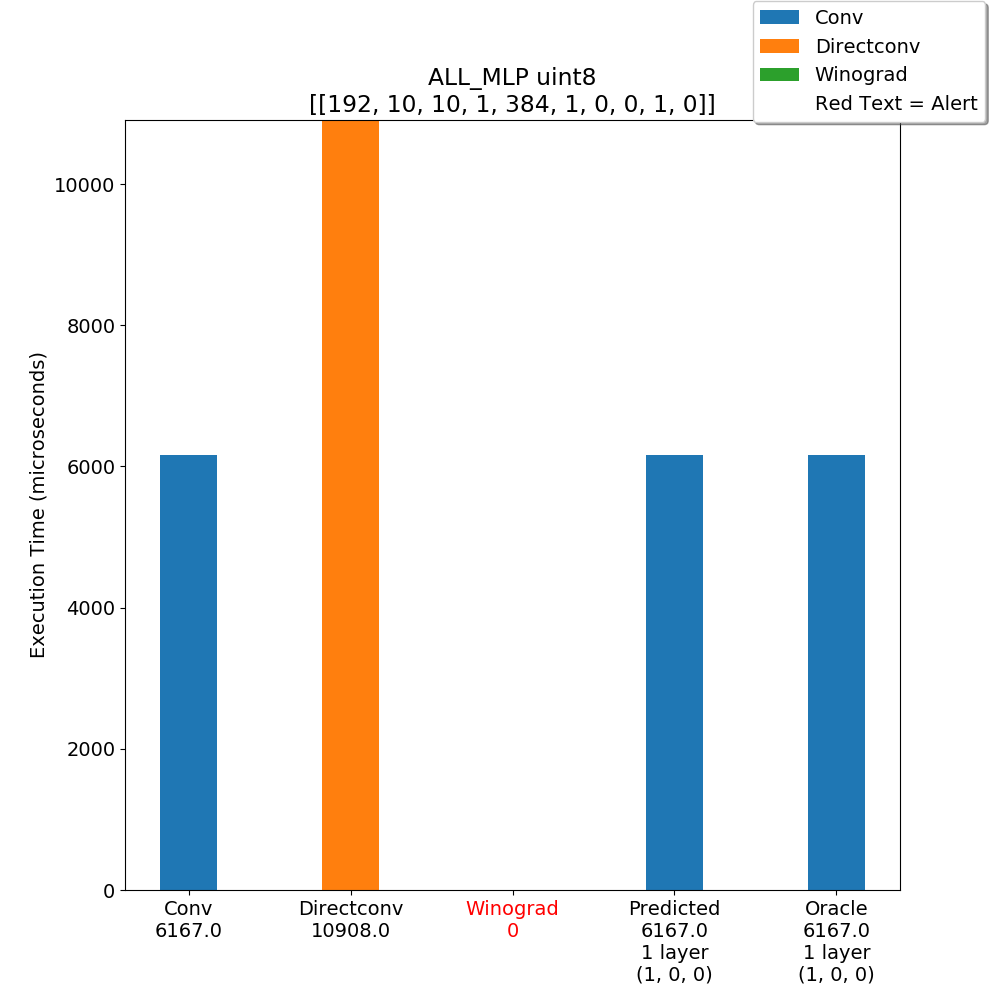 Conv
Directconv
Winograd
Red Text = Alert
ALL_MLP uint8
[[192, 10, 10, 1, 384, 1, 0, 0, 1, 0]]
Execution Time (microseconds)
10000
8000
6000
4000
2000
0
Conv
6167.0
Directconv
10908.0
Winograd
0
Predicted
6167.0
1 layer
(1, 0, 0)
Oracle
6167.0
1 layer
(1, 0, 0)